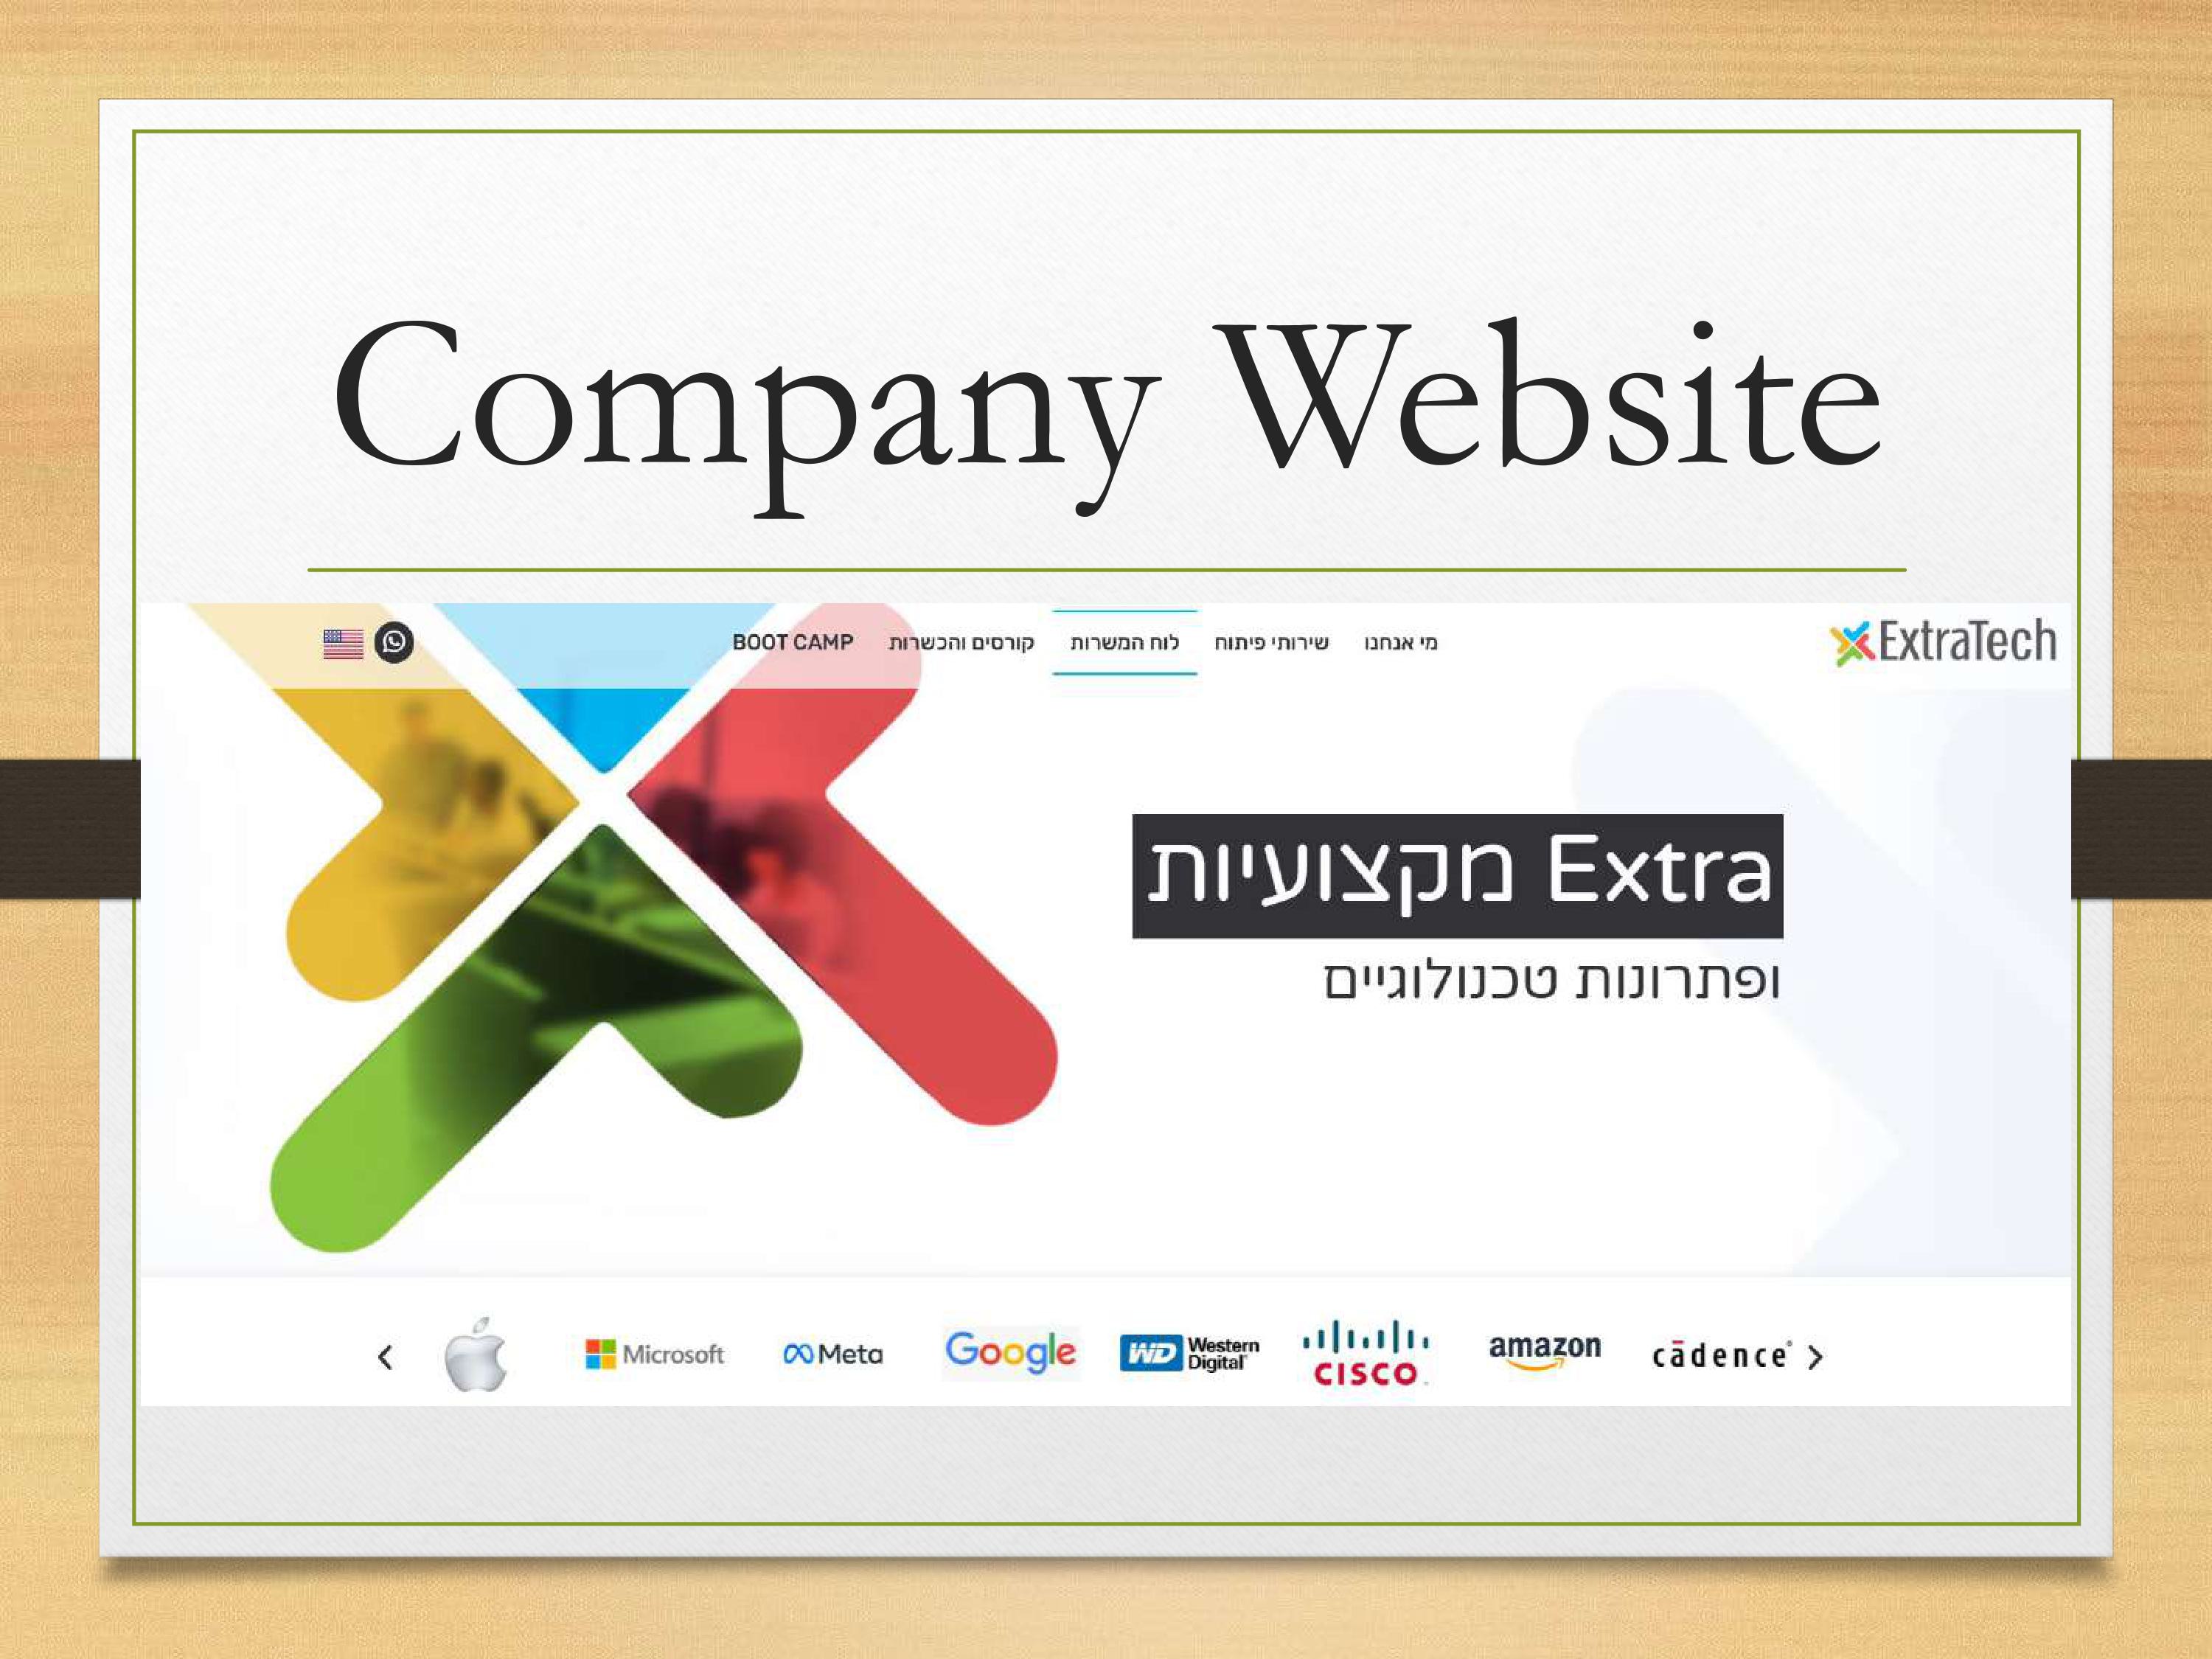 Company Website
ExtraTech
מי אנחנו
שירותי פיתוח
לוח המשרות
קורסים והכשרות
BOOT CAMP
Extra מקצועיות
ופתרונות טכנולוגיים
Microsoft
Meta
Google
WD Western Digital
CISCO
amazon
cādence